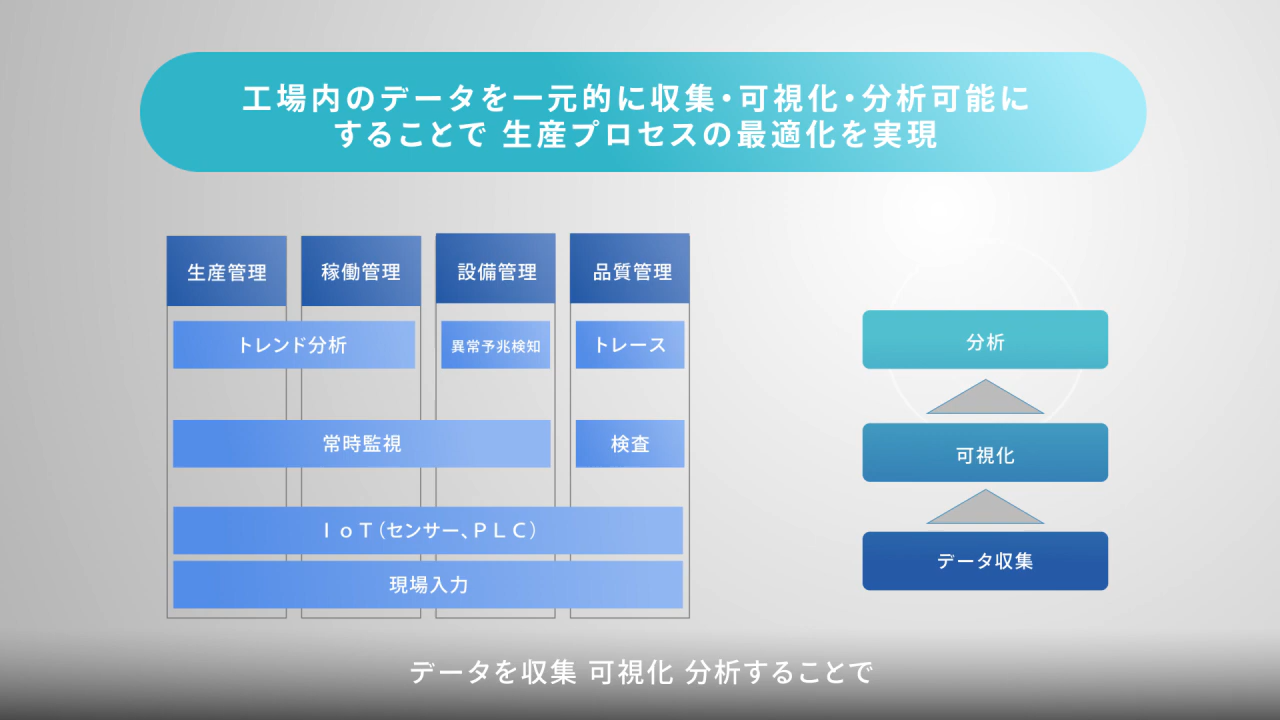 工場内のデータを一元的に収集・可視化・分析可能に
することで 生産プロセスの最適化を実現
生産管理
稼働管理
設備管理
品質管理
トレンド分析
異常予兆検知
トレース
常時監視
検査
ＩｏＴ（センサー、ＰＬＣ）
現場入力
分析
可視化
データ収集
データを収集 可視化 分析することで